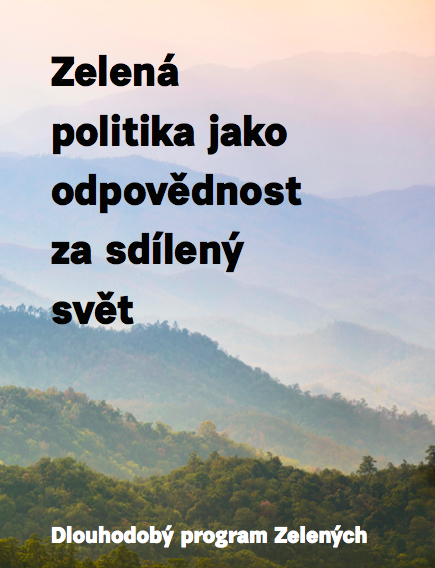 Zelená
politika jako
odpovědnost
za sdílený
svět
Dlouhodobý program Zelených